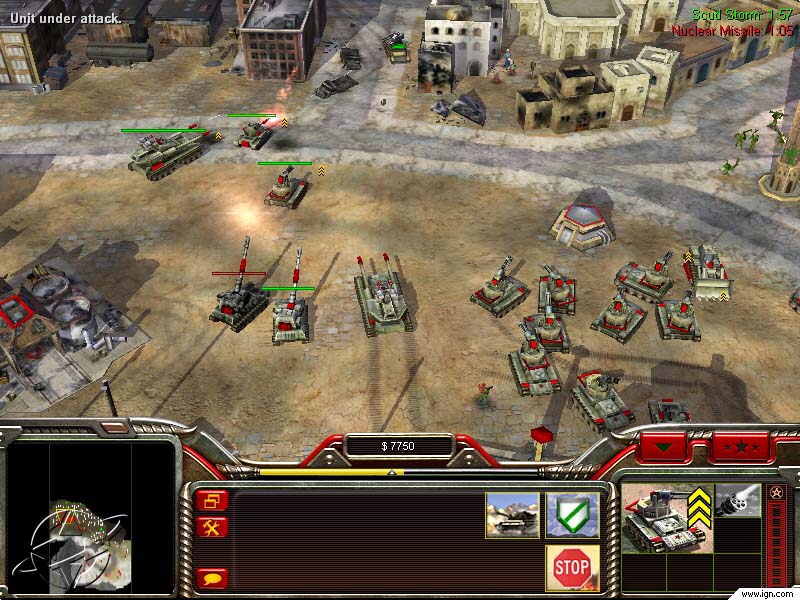 Unit under attack.
Scud Storm: 1:57
Nuclear Missile: 1:05
$ 7750
STOP
www.ign.com